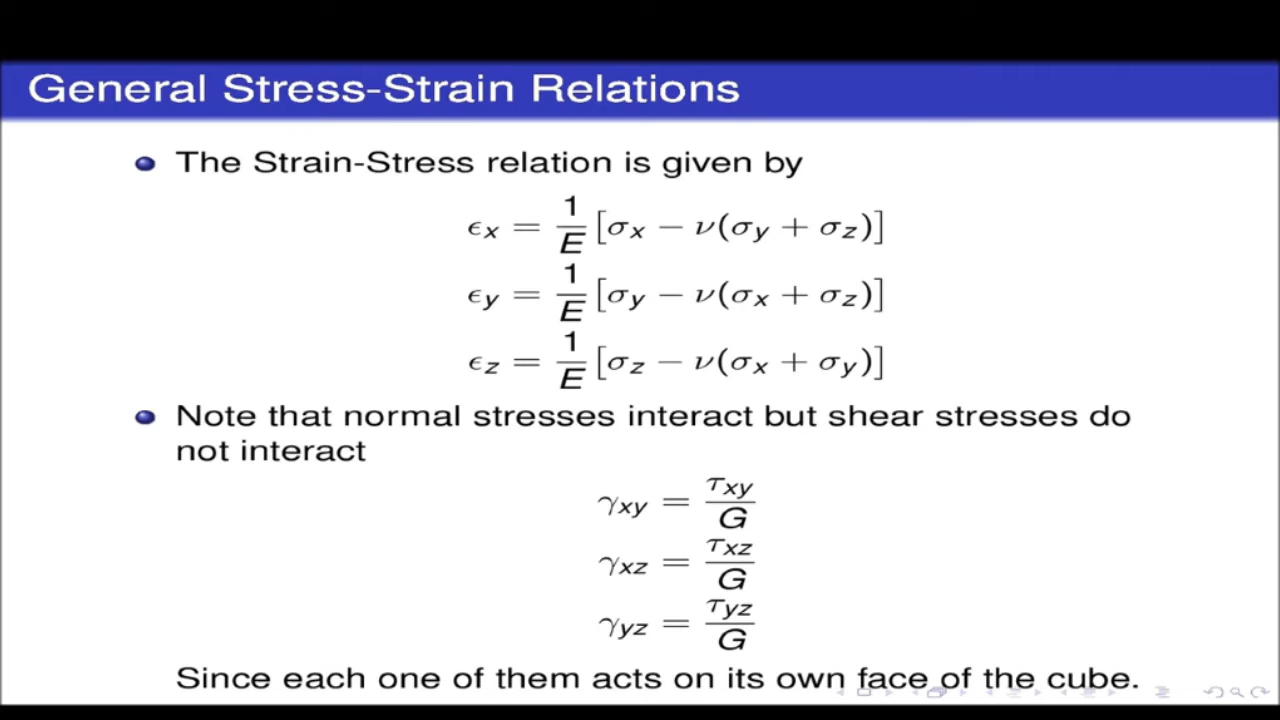 General Stress-Strain Relations
The Strain-Stress relation is given by
ϵx = 1/E [σx − ν(σy + σz)]
ϵy = 1/E [σy − ν(σx + σz)]
ϵz = 1/E [σz − ν(σx + σy)]
Note that normal stresses interact but shear stresses do
not interact
γxy = τxy/G
γxz = τxz/G
γyz = τyz/G
Since each one of them acts on its own face of the cube.